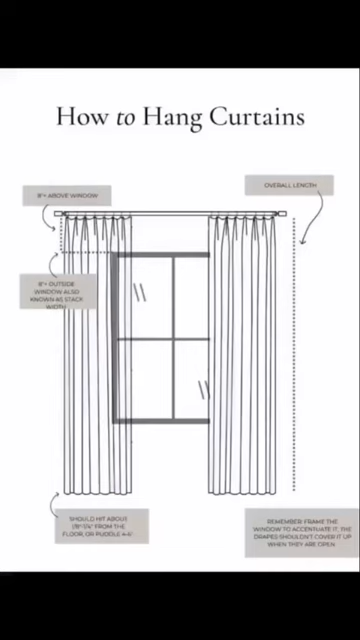 How to Hang Curtains
8"+ ABOVE WINDOW
OVERALL LENGTH
8"+ OUTSIDE
WINDOW ALSO
KNOWN AS STACK
WIDTH
SHOULD HIT ABOUT
FROM THE
FLOOR, OR PUDDLE
REMEMBER: FRAME THE
WINDOW TO ACCENTUATE IT, THE
DRAPES SHOULDN'T COVER IT UP
WHEN THEY ARE OPEN